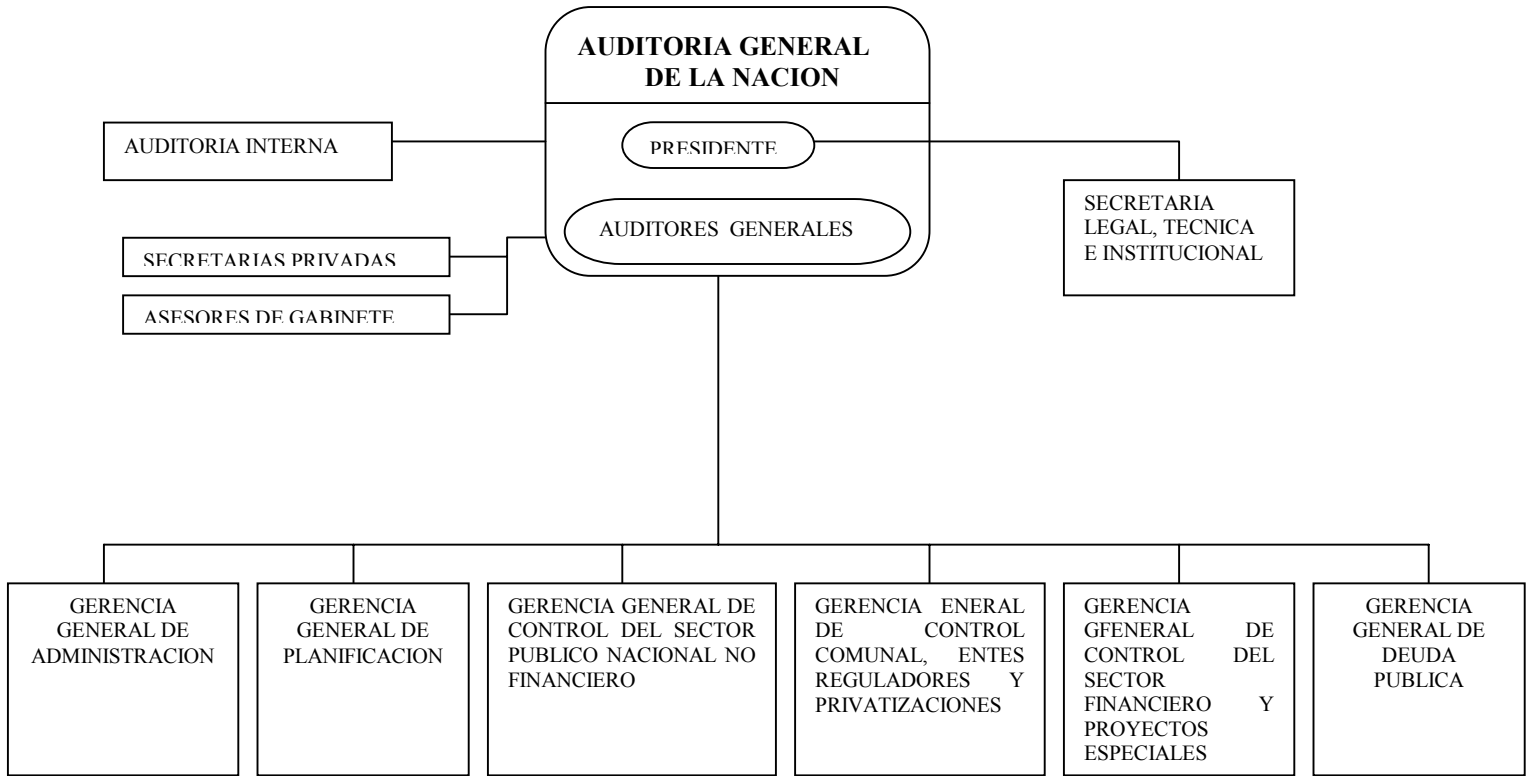 AUDITORIA GENERAL
DE LA NACION
AUDITORIA INTERNA
PRESIDENTE
SECRETARIA
LEGAL, TECNICA
E INSTITUCIONAL
AUDITORES GENERALES
SECRETARIAS PRIVADAS
ASESORES DE GABINETE
GERENCIA
GENERAL DE
ADMINISTRACION
GERENCIA
GENERAL DE
PLANIFICACION
GERENCIA GENERAL DE
CONTROL DEL SECTOR
PUBLICO NACIONAL NO
FINANCIERO
GERENCIA ENERAL
DE CONTROL
COMUNAL, ENTES
REGULADORES Y
PRIVATIZACIONES
GERENCIA
GFENERAL DE
CONTROL DEL
SECTOR
FINANCIERO Y
PROYECTOS
ESPECIALES
GERENCIA
GENERAL DE
DEUDA
PUBLICA